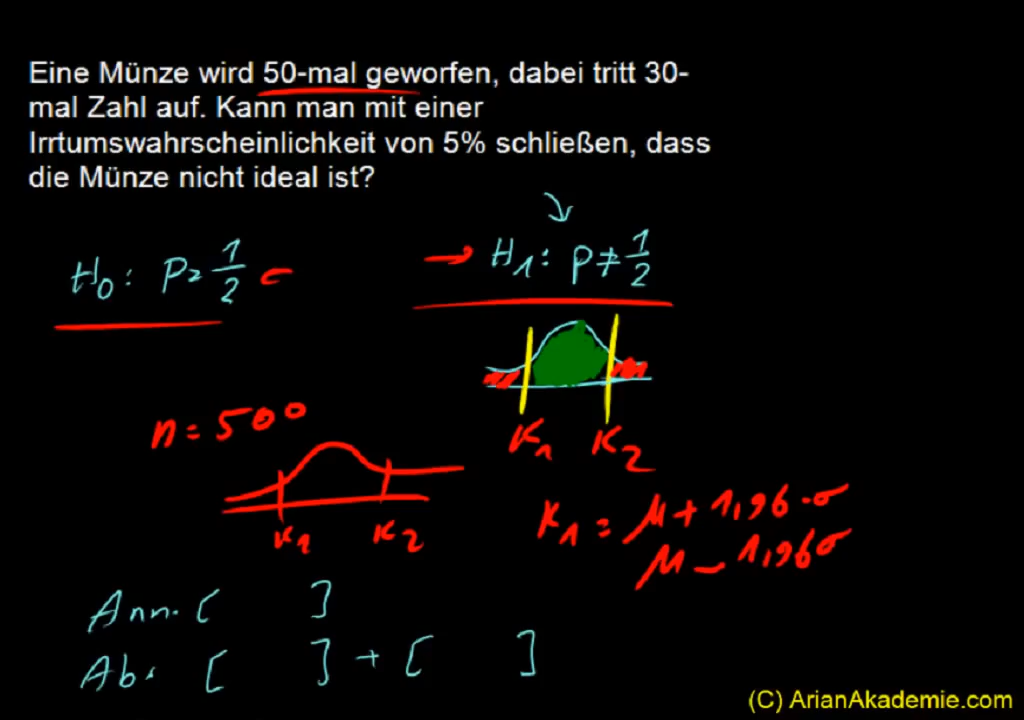 Eine Münze wird 50-mal geworfen, dabei tritt 30-
mal Zahl auf. Kann man mit einer
Irrtumswahrscheinlichkeit von 5% schließen, dass
die Münze nicht ideal ist?
H₀: p = 1/2
→ H₁: p ≠ 1/2
n = 500
K₁ K₂
K₁ K₂
K₁ = μ + 1,96 · σ
μ - 1,96σ
Ann. [ ]
Ab. [ ] + [ ]
(C) ArianAkademie.com